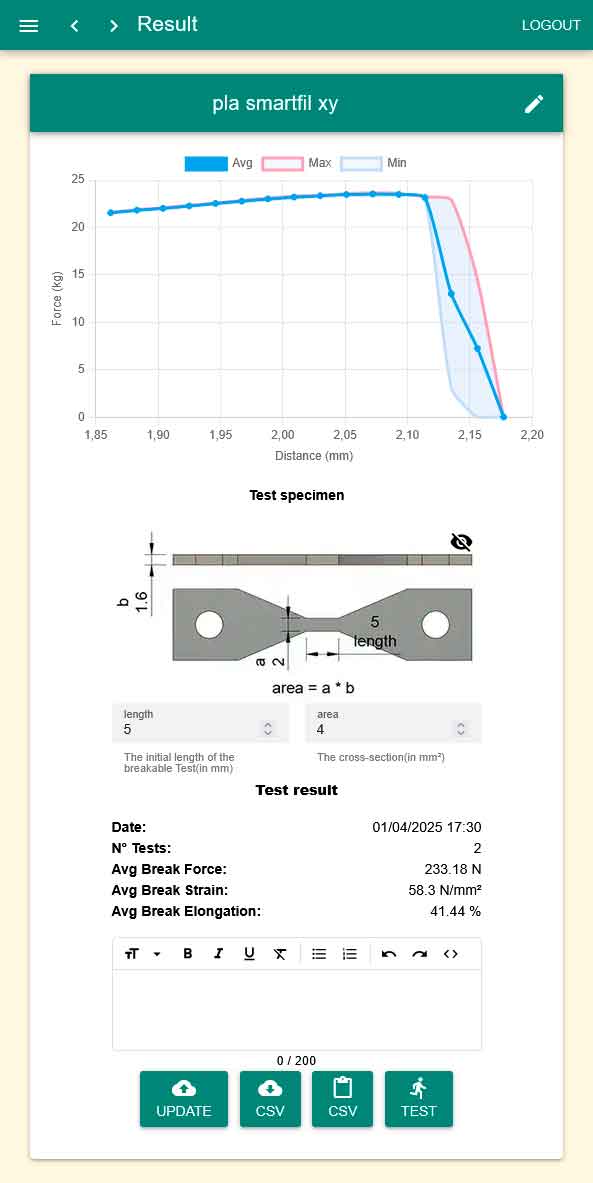 Result
LOGOUT
pla smartfil xy
Avg Max Min
25
20
15
10
5
0
Force (kg)
1,85 1,90 1,95 2,00 2,05 2,10 2,15 2,20
Distance (mm)
Test specimen
b
1.6
5
length
a
2
area = a * b
length
5
The initial length of the
breakable Test(in mm)
area
4
The cross-section(in mm²)
Test result
Date: 01/04/2025 17:30
N° Tests: 2
Avg Break Force: 233.18 N
Avg Break Strain: 58.3 N/mm²
Avg Break Elongation: 41.44 %
0 / 200
UPDATE CSV CSV TEST